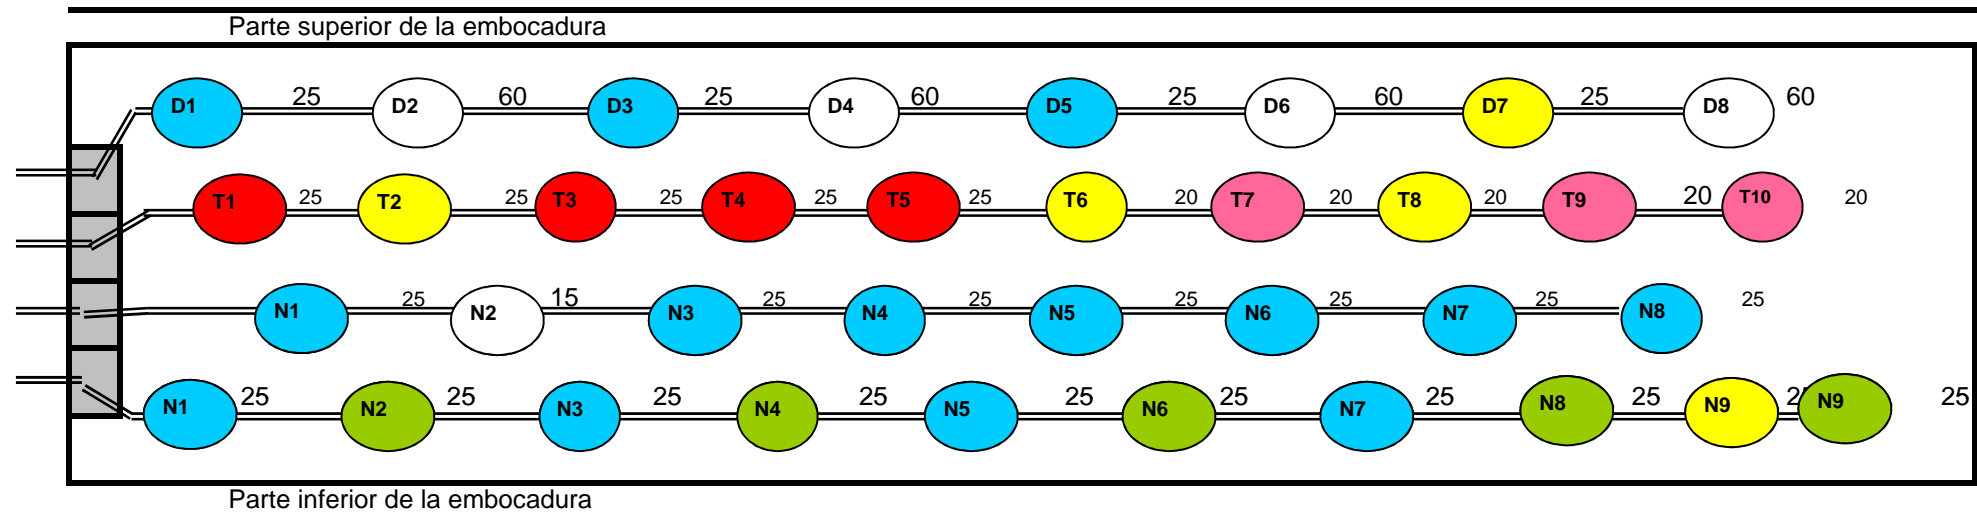 Parte superior de la embocadura
D1 25 D2 60 D3 25 D4 60 D5 25 D6 60 D7 25 D8 60
T1 25 T2 25 T3 25 T4 25 T5 25 T6 20 T7 20 T8 20 T9 20 T10 20
N1 25 N2 15 N3 25 N4 25 N5 25 N6 25 N7 25 N8 25
N1 25 N2 25 N3 25 N4 25 N5 25 N6 25 N7 25 N8 25 N9 25 N9 25
Parte inferior de la embocadura